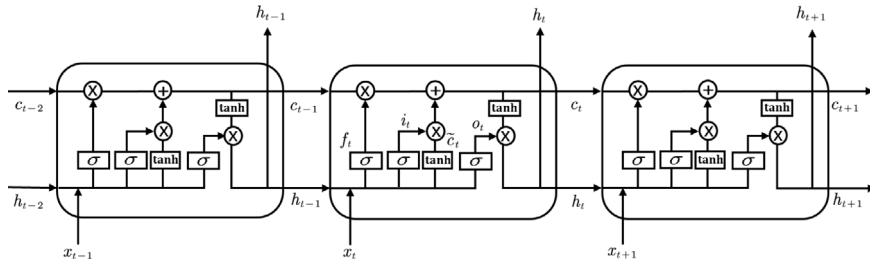 h_{t-1} h_t h_{t+1}
× + × + × +
c_{t-2} tanh c_{t-1} tanh c_t tanh c_{t+1}
× × i_t × o_t × × ×
f_t c̃_t
σ σ tanh σ σ σ tanh σ σ σ tanh σ
h_{t-2} h_{t-1} h_t h_{t+1}
x_{t-1} x_t x_{t+1}